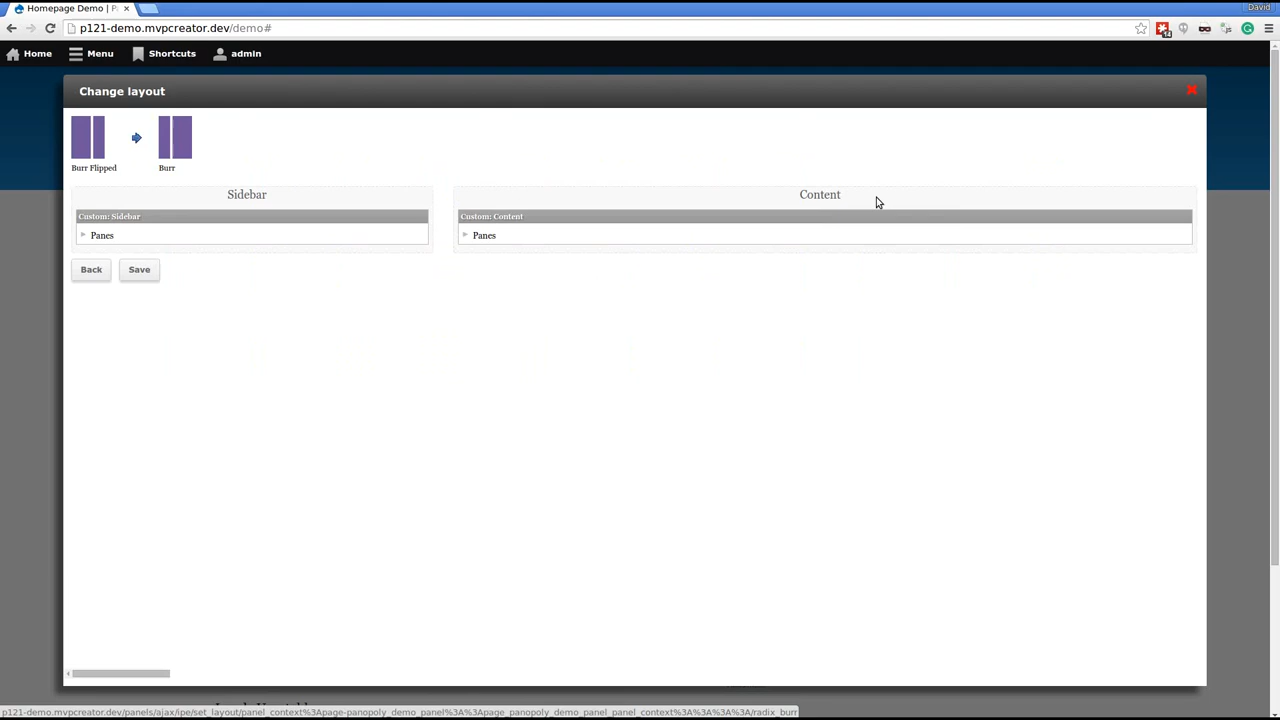 David
Homepage Demo | P
p121-demo.mvpcreator.dev/demo#
Home
Menu
Shortcuts
admin
Change layout
Burr Flipped
Burr
Sidebar
Content
Custom: Sidebar
Custom: Content
Panes
Panes
Back
Save
p121-demo.mvpcreator.dev/panels/ajax/ipe/set_layout/panel_context%3Apage-panopoly_demo_panel%3A%3Apage_panopoly_demo_panel_panel_context%3A%3A%3A%3A/radix_burr